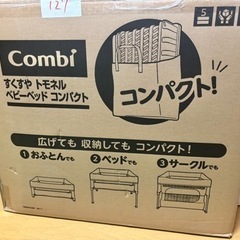 127
Combi
すくすや トモネル
ベビーベッド コンパクト
コンパクト!
広げても 収納しても コンパクト!
1 おふとんでも
2 ベッドでも
3 サークルでも
5